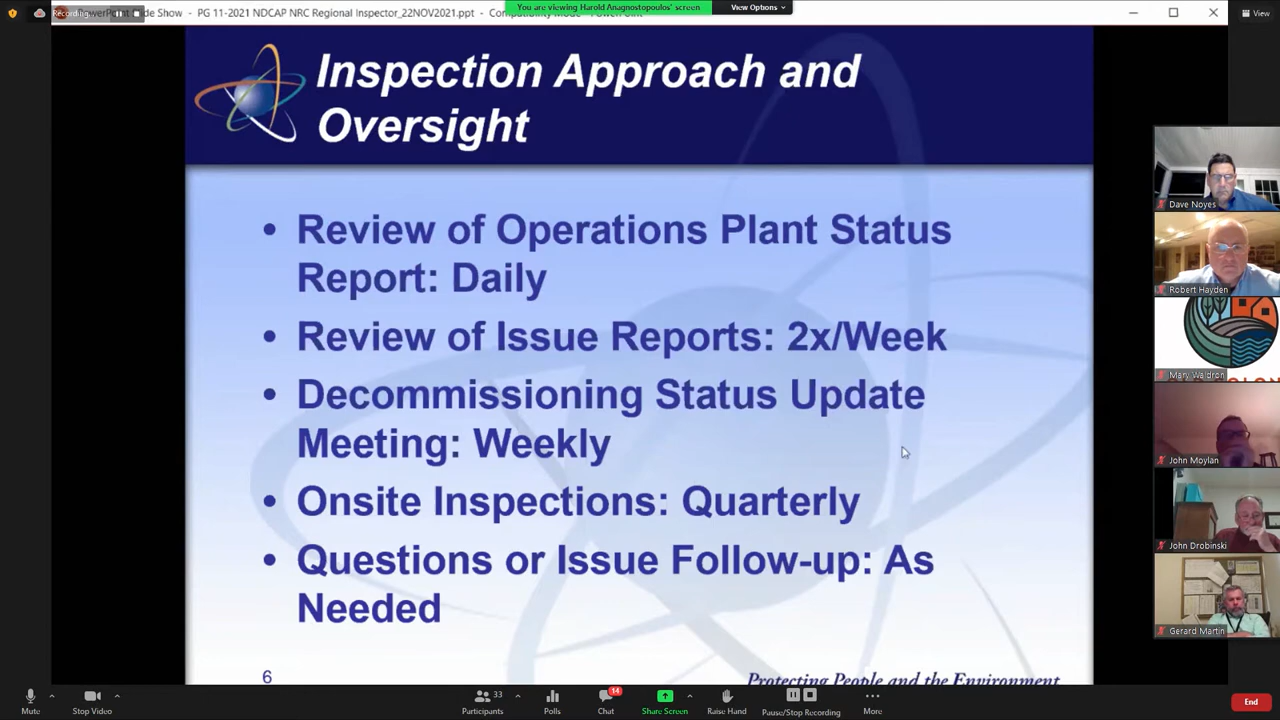 PowerPoint Slide Show - PG 11-2021 NDCAP NRC Regional Inspector_22NOV2021.ppt - Compatibility Mode - PowerPoint
Recording...
You are viewing Harold Anagnostopoulos' screen
View Options
View
Inspection Approach and
Oversight
• Review of Operations Plant Status
Report: Daily
• Review of Issue Reports: 2x/Week
• Decommissioning Status Update
Meeting: Weekly
• Onsite Inspections: Quarterly
• Questions or Issue Follow-up: As
Needed
6
Protecting People and the Environment
Dave Noyes
Robert Hayden
Mary Waldron
John Moylan
John Drobinski
Gerard Martin
Mute
Stop Video
33
Participants
Polls
14
Chat
Share Screen
Raise Hand
Pause/Stop Recording
More
End